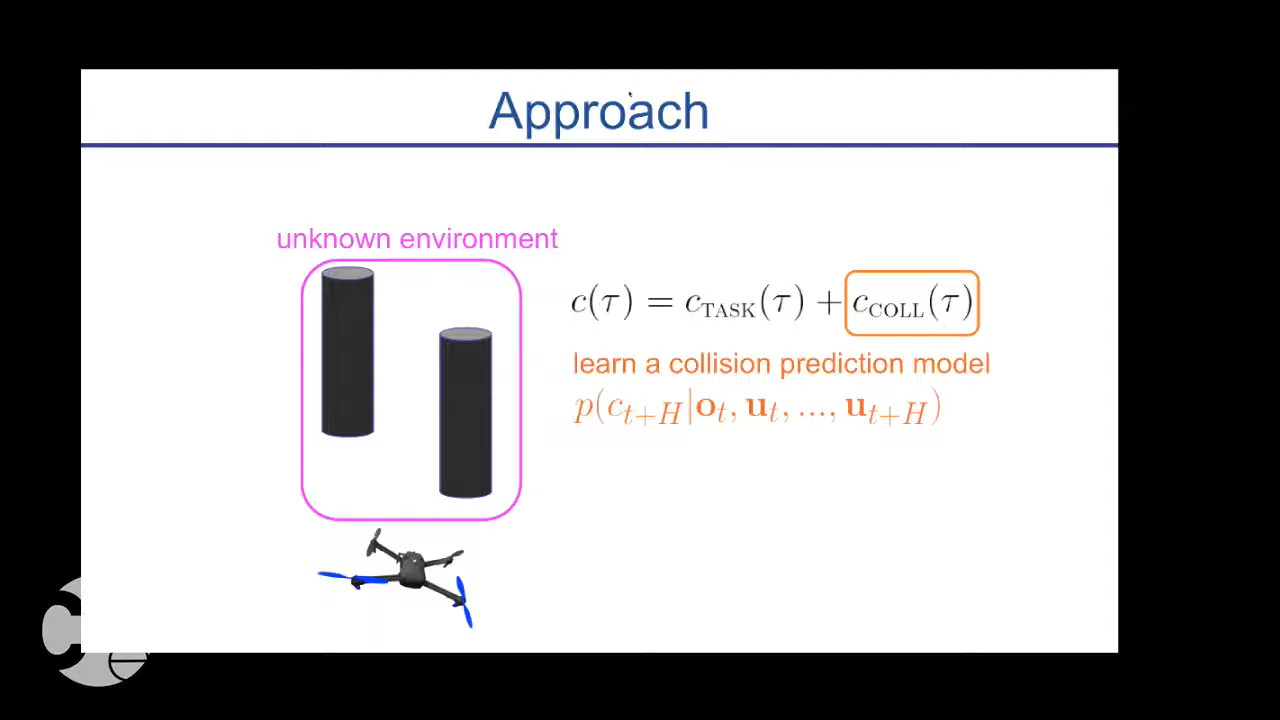 Approach
unknown environment
c(τ) = c_TASK(τ) + c_COLL(τ)
learn a collision prediction model
p(c_{t+H}|o_t, u_t, ..., u_{t+H})